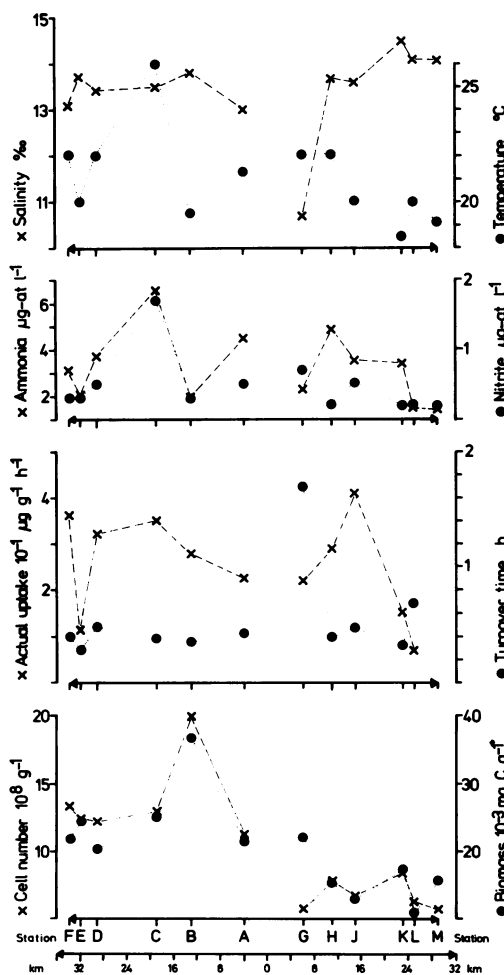 15
13
11
× Salinity ‰
25
20
● Temperature °C
6
4
2
× Ammonia µg-at l⁻¹
2
1
● Nitrate µg-at l⁻¹
4
2
× Actual uptake 10⁻¹ µg g⁻¹ h⁻¹
2
1
● Turnover time h
20
15
10
× Cell number 10⁸ g⁻¹
40
30
20
● Biomass 10⁻³ mg C g⁻¹
Station F E D C B A G H J K L M Station
km 32 24 16 8 0 8 16 24 32 km